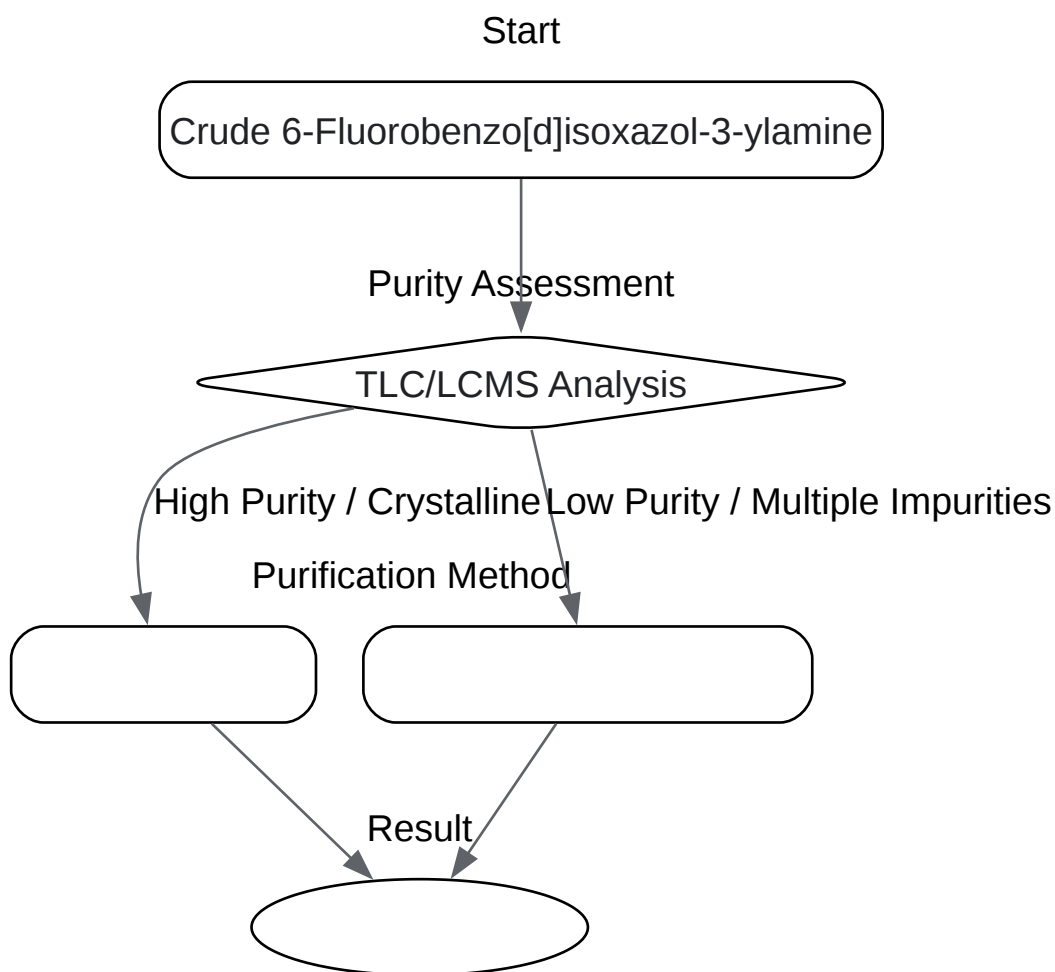 Start
Crude 6-Fluorobenzo[d]isoxazol-3-ylamine
Purity Assessment
TLC/LCMS Analysis
High Purity / Crystalline
Low Purity / Multiple Impurities
Purification Method
Result